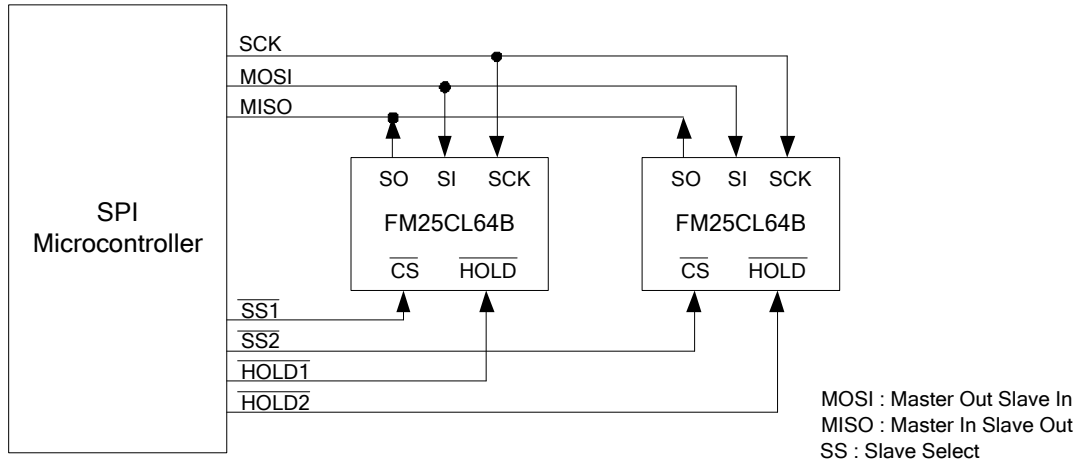 SCK
MOSI
MISO
SO SI SCK
FM25CL64B
CS HOLD
SO SI SCK
FM25CL64B
CS HOLD
SPI
Microcontroller
SS1
SS2
HOLD1
HOLD2
MOSI : Master Out Slave In
MISO : Master In Slave Out
SS : Slave Select